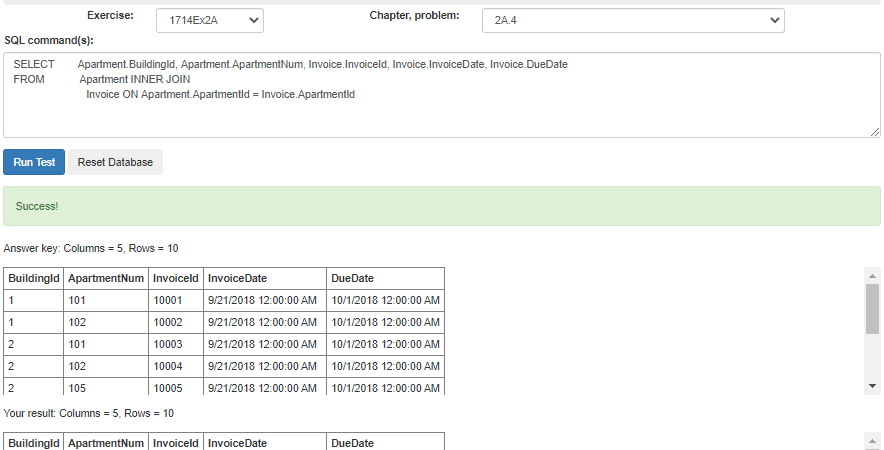 Exercise: 1714Ex2A Chapter, problem: 2A.4
SQL command(s):
SELECT Apartment.BuildingId, Apartment.ApartmentNum, Invoice.InvoiceId, Invoice.InvoiceDate, Invoice.DueDate
FROM Apartment INNER JOIN
Invoice ON Apartment.ApartmentId = Invoice.ApartmentId
Run Test Reset Database
Success!
Answer key: Columns = 5, Rows = 10
BuildingId ApartmentNum InvoiceId InvoiceDate DueDate
1 101 10001 9/21/2018 12:00:00 AM 10/1/2018 12:00:00 AM
1 102 10002 9/21/2018 12:00:00 AM 10/1/2018 12:00:00 AM
2 101 10003 9/21/2018 12:00:00 AM 10/1/2018 12:00:00 AM
2 102 10004 9/21/2018 12:00:00 AM 10/1/2018 12:00:00 AM
2 105 10005 9/21/2018 12:00:00 AM 10/1/2018 12:00:00 AM
Your result: Columns = 5, Rows = 10
BuildingId ApartmentNum InvoiceId InvoiceDate DueDate